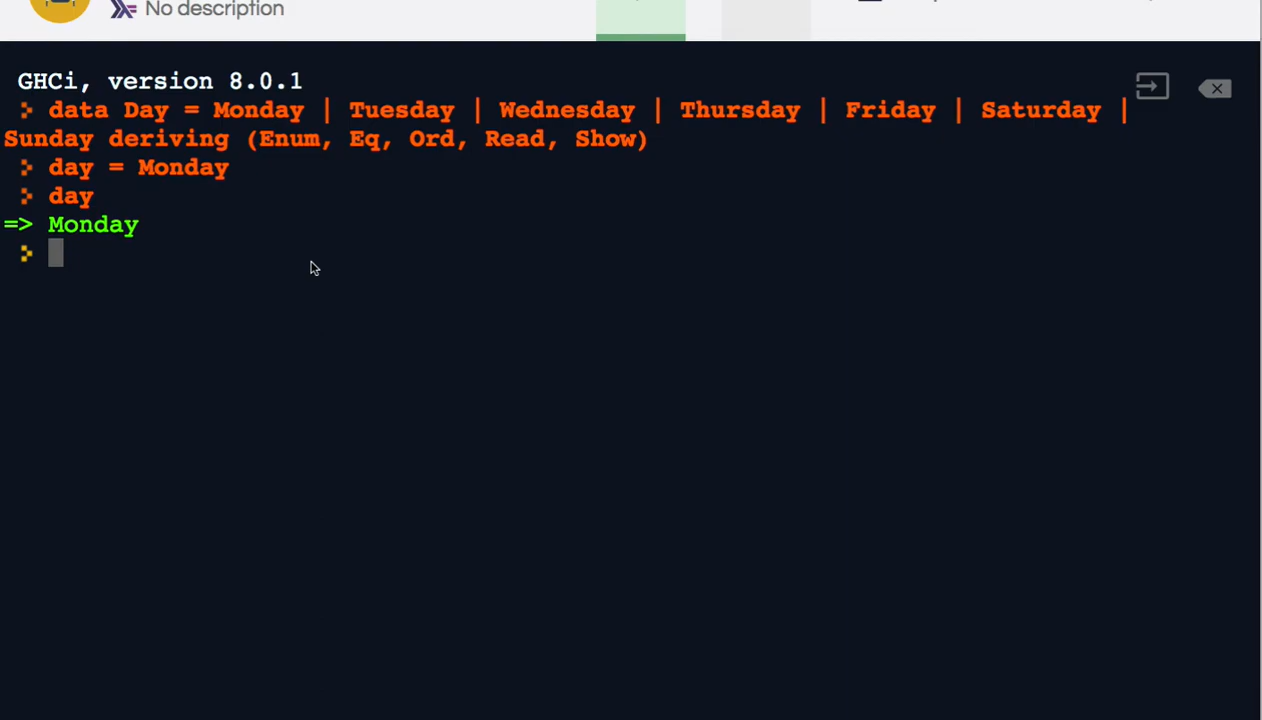 No description
GHCi, version 8.0.1
data Day = Monday | Tuesday | Wednesday | Thursday | Friday | Saturday |
Sunday deriving (Enum, Eq, Ord, Read, Show)
day = Monday
day
=> Monday